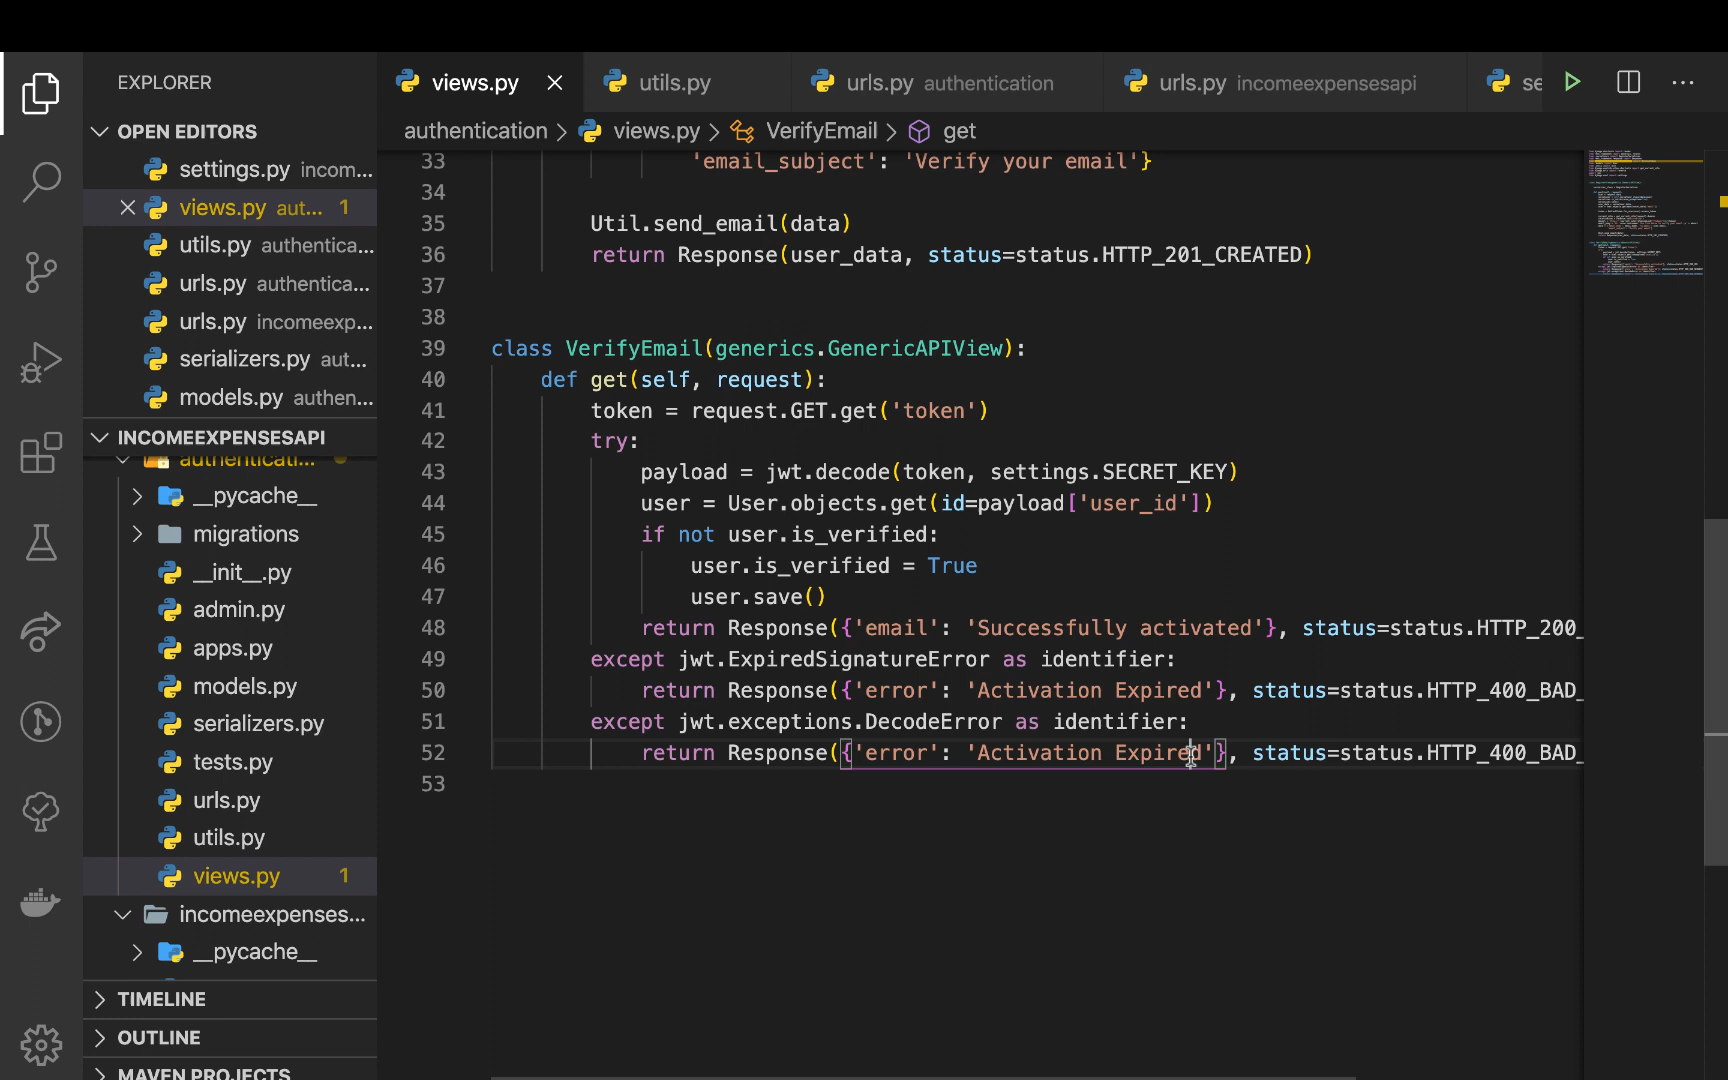 EXPLORER
OPEN EDITORS
settings.py incom...
views.py aut... 1
utils.py authentica...
urls.py authentica...
urls.py incomeexp...
serializers.py aut...
models.py authen...
INCOMEEXPENSESAPI
authenticati...
__pycache__
migrations
__init__.py
admin.py
apps.py
models.py
serializers.py
tests.py
urls.py
utils.py
views.py 1
incomeexpenses...
__pycache__
TIMELINE
OUTLINE
MAVEN PROJECTS
views.py
utils.py
urls.py authentication
urls.py incomeexpensesapi
se
authentication > views.py > VerifyEmail > get
33 'email_subject': 'Verify your email'}
34
35 Util.send_email(data)
36 return Response(user_data, status=status.HTTP_201_CREATED)
37
38
39 class VerifyEmail(generics.GenericAPIView):
40 def get(self, request):
41 token = request.GET.get('token')
42 try:
43 payload = jwt.decode(token, settings.SECRET_KEY)
44 user = User.objects.get(id=payload['user_id'])
45 if not user.is_verified:
46 user.is_verified = True
47 user.save()
48 return Response({'email': 'Successfully activated'}, status=status.HTTP_200_
49 except jwt.ExpiredSignatureError as identifier:
50 return Response({'error': 'Activation Expired'}, status=status.HTTP_400_BAD_
51 except jwt.exceptions.DecodeError as identifier:
52 return Response({'error': 'Activation Expired'}, status=status.HTTP_400_BAD_
53